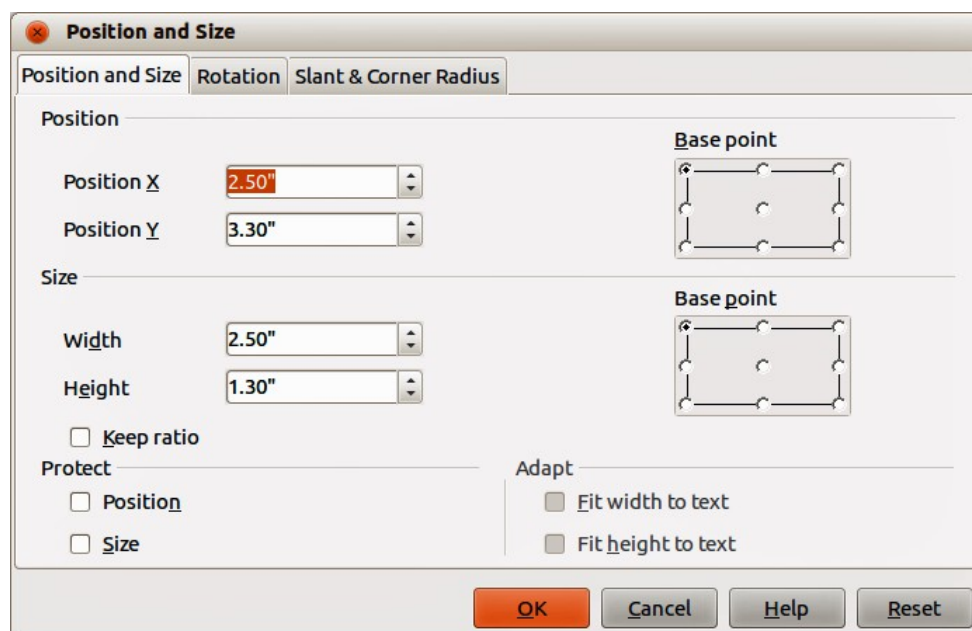 Position and Size
Position and Size Rotation Slant & Corner Radius
Position
Base point
Position X 2.50"
Position Y 3.30"
Size
Base point
Width 2.50"
Height 1.30"
Keep ratio
Protect Adapt
Position Fit width to text
Size Fit height to text
OK Cancel Help Reset